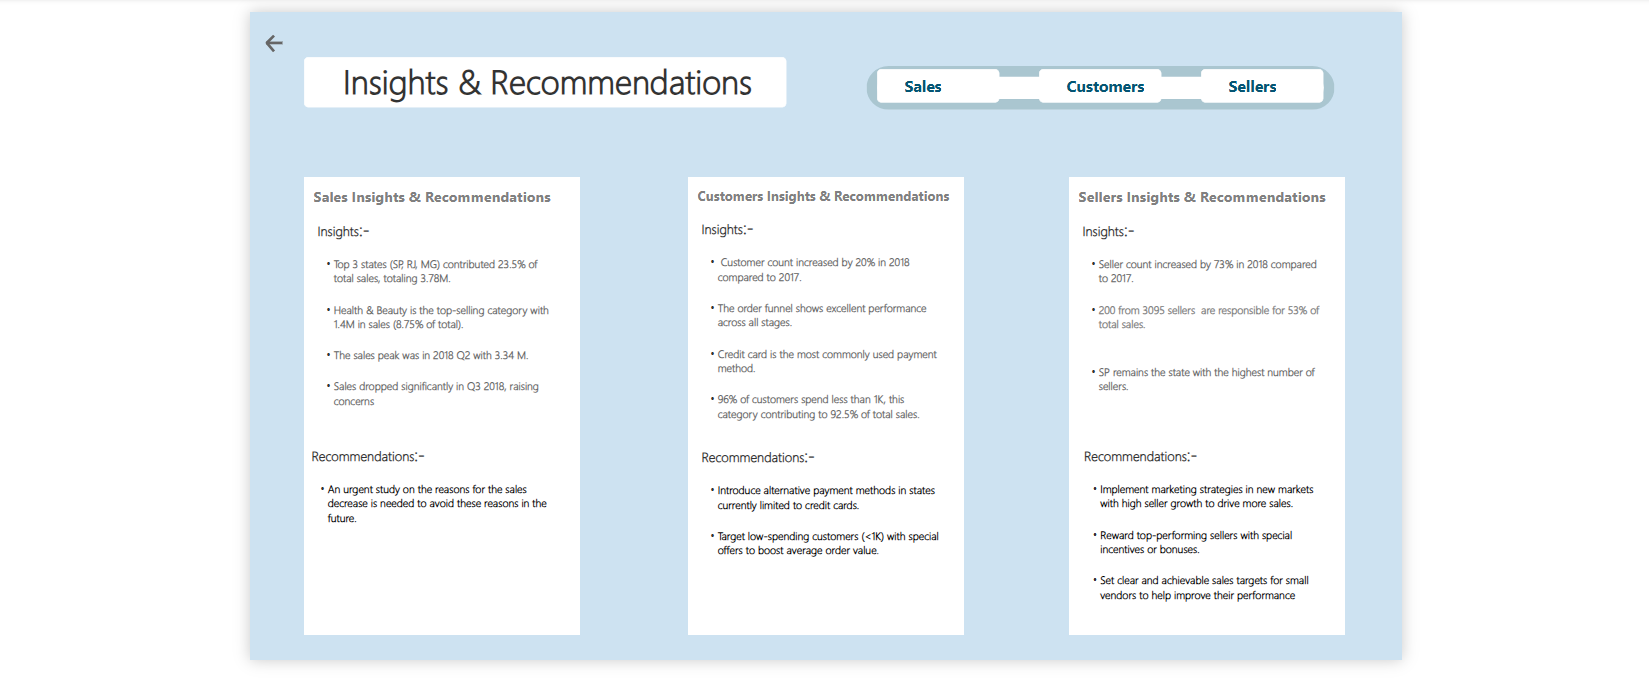 Insights & Recommendations
Sales
Customers
Sellers
Sales Insights & Recommendations
Insights:-
• Top 3 states (SP, RJ, MG) contributed 23.5% of
total sales, totaling 3.78M.
• Health & Beauty is the top-selling category with
1.4M in sales (8.75% of total).
• The sales peak was in 2018 Q2 with 3.34 M.
• Sales dropped significantly in Q3 2018, raising
concerns
Recommendations:-
• An urgent study on the reasons for the sales
decrease is needed to avoid these reasons in the
future.
Customers Insights & Recommendations
Insights:-
• Customer count increased by 20% in 2018
compared to 2017.
• The order funnel shows excellent performance
across all stages.
• Credit card is the most commonly used payment
method.
• 96% of customers spend less than 1K, this
category contributing to 92.5% of total sales.
Recommendations:-
• Introduce alternative payment methods in states
currently limited to credit cards.
• Target low-spending customers (<1K) with special
offers to boost average order value.
Sellers Insights & Recommendations
Insights:-
• Seller count increased by 73% in 2018 compared
to 2017.
• 200 from 3095 sellers are responsible for 53% of
total sales.
• SP remains the state with the highest number of
sellers.
Recommendations:-
• Implement marketing strategies in new markets
with high seller growth to drive more sales.
• Reward top-performing sellers with special
incentives or bonuses.
• Set clear and achievable sales targets for small
vendors to help improve their performance